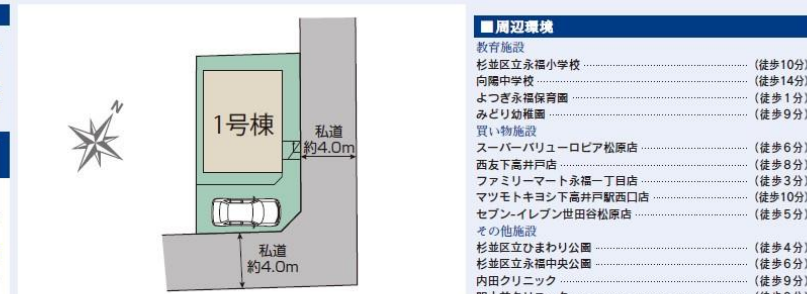 N
1号棟
私道
約4.0m
私道
約4.0m
■周辺環境
教育施設
杉並区立永福小学校 (徒歩10分)
向陽中学校 (徒歩14分)
よつぎ永福保育園 (徒歩1分)
みどり幼稚園 (徒歩9分)
買い物施設
スーパーバリューロピア松原店 (徒歩6分)
西友下高井戸店 (徒歩8分)
ファミリーマート永福一丁目店 (徒歩3分)
マツモトキヨシ下高井戸駅西口店 (徒歩10分)
セブン-イレブン世田谷松原店 (徒歩5分)
その他施設
杉並区立ひまわり公園 (徒歩4分)
杉並区立永福中央公園 (徒歩6分)
内田クリニック (徒歩9分)